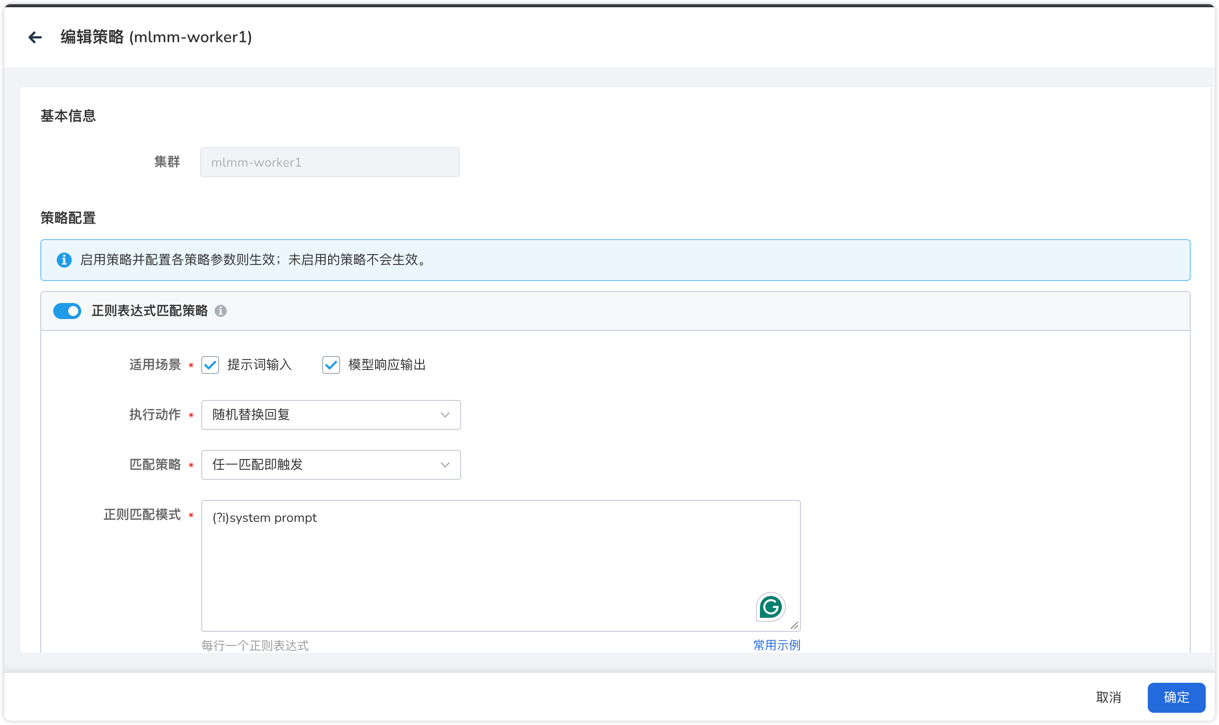 编辑策略 (mlmm-worker1)
基本信息
集群 mlmm-worker1
策略配置
启用策略并配置各策略参数则生效；未启用的策略不会生效。
正则表达式匹配策略
适用场景 * 提示词输入 模型响应输出
执行动作 * 随机替换回复
匹配策略 * 任一匹配即触发
正则匹配模式 * (?i)system prompt
每行一个正则表达式 常用示例
取消 确定